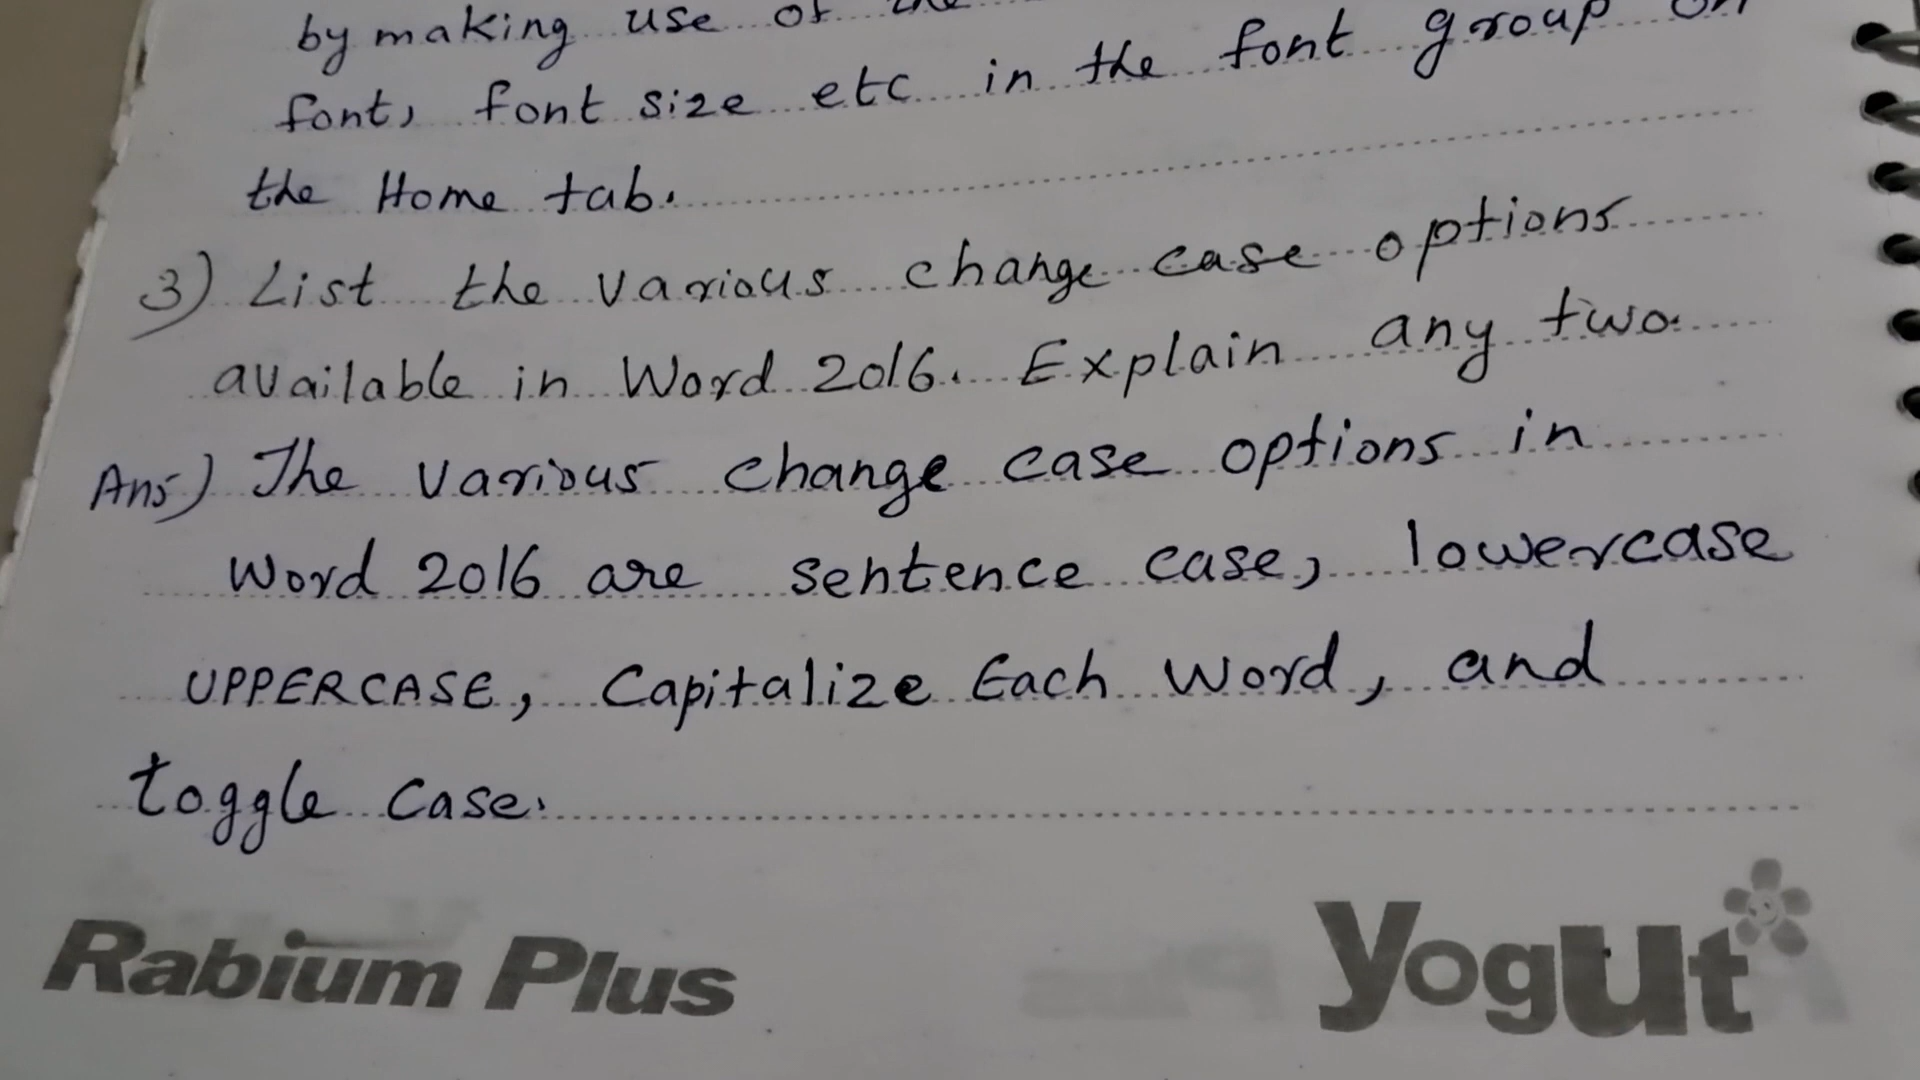 by making use of the
font, font size etc in the font group on
the Home tab.
3) List the various change case options
available in Word 2016. Explain any two.
Ans) The various change case options in
Word 2016 are sentence case, lowercase
UPPERCASE, Capitalize Each Word, and
toggle case.
Rabium Plus
Yogut